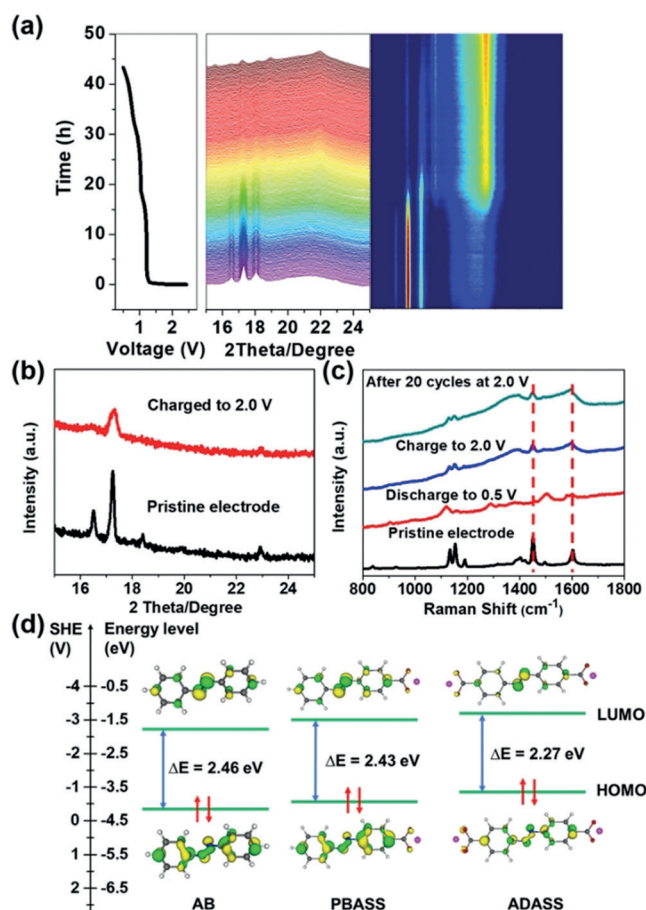 (a)
50
40
30
20
10
0
Time (h)
1 2
Voltage (V)
16 18 20 22 24
2Theta/Degree
(b)
Charged to 2.0 V
Pristine electrode
Intensity (a.u.)
16 18 20 22 24
2 Theta/Degree
(c)
After 20 cycles at 2.0 V
Charge to 2.0 V
Discharge to 0.5 V
Pristine electrode
Intensity (a.u.)
800 1000 1200 1400 1600 1800
Raman Shift (cm⁻¹)
(d)
SHE Energy level
(V) (eV)
-4 -0.5
-3 -1.5
-2 -2.5
-1 -3.5
0 -4.5
1 -5.5
2 -6.5
ΔE = 2.46 eV
ΔE = 2.43 eV
ΔE = 2.27 eV
LUMO
HOMO
AB PBASS ADASS